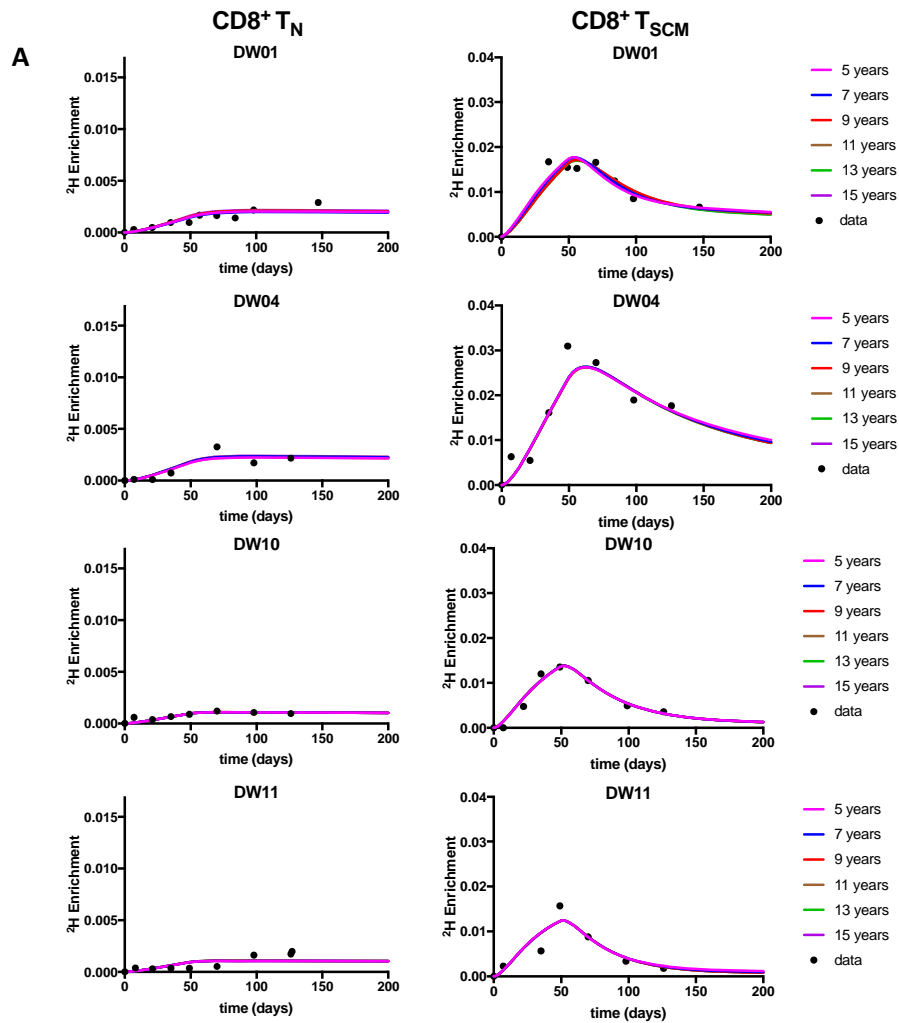 CD8+ TN
CD8+ TSCM
A
DW01
0.015
0.010
0.005
0.000
0
50
100
150
200
2H Enrichment
time (days)
DW01
0.04
0.03
0.02
0.01
0.00
0
50
100
150
200
2H Enrichment
time (days)
5 years
7 years
9 years
11 years
13 years
15 years
data
DW04
0.015
0.010
0.005
0.000
0
50
100
150
200
2H Enrichment
time (days)
DW04
0.04
0.03
0.02
0.01
0.00
0
50
100
150
200
2H Enrichment
time (days)
5 years
7 years
9 years
11 years
13 years
15 years
data
DW10
0.015
0.010
0.005
0.000
0
50
100
150
200
2H Enrichment
time (days)
DW10
0.04
0.03
0.02
0.01
0.00
0
50
100
150
200
2H Enrichment
time (days)
5 years
7 years
9 years
11 years
13 years
15 years
data
DW11
0.015
0.010
0.005
0.000
0
50
100
150
200
2H Enrichment
time (days)
DW11
0.04
0.03
0.02
0.01
0.00
0
50
100
150
200
2H Enrichment
time (days)
5 years
7 years
9 years
11 years
13 years
15 years
data